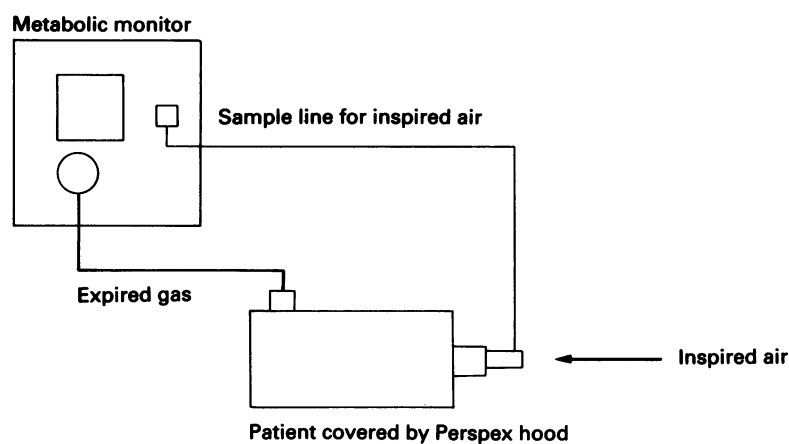 Metabolic monitor
Sample line for inspired air
Expired gas
Inspired air
Patient covered by Perspex hood